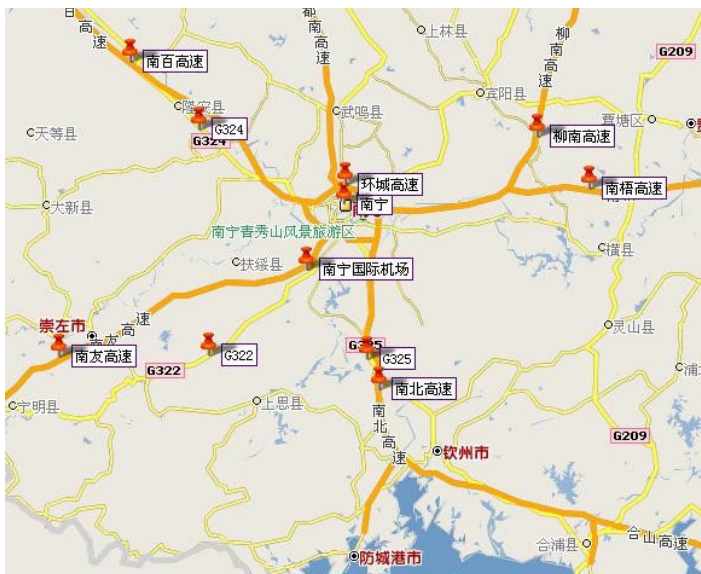 百高速
都南高速
上林县
柳南高速
G209
南百高速
宾阳县
隆安县
武鸣县
覃塘区
G324
天等县
G324
柳南高速
环城高速
南梧高速
大新县
南宁
南宁青秀山风景旅游区
横县
扶绥县
南宁国际机场
崇左市
南友高速
灵山县
南友高速
G322
G325
G325
G322
南北高速
宁明县
上思县
南北高速
G209
钦州市
合山高速
合浦县
防城港市